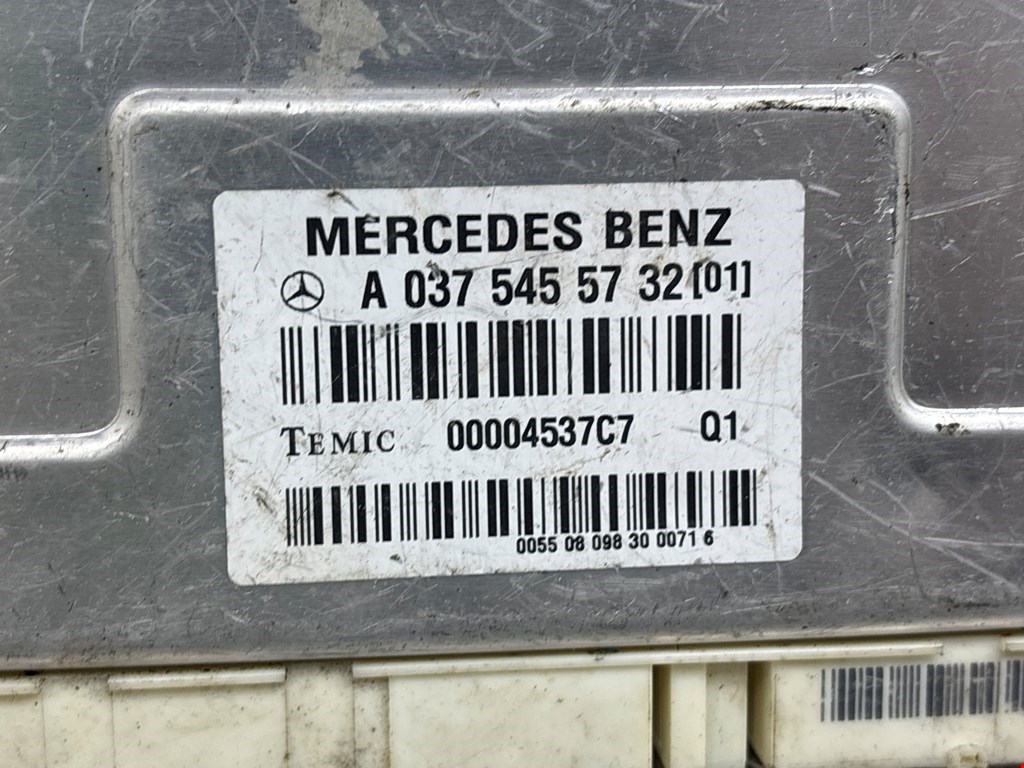 MERCEDES BENZ
A 037 545 57 32 [01]
TEMIC 00004537C7 Q1
0055 08 098 30 0071 6